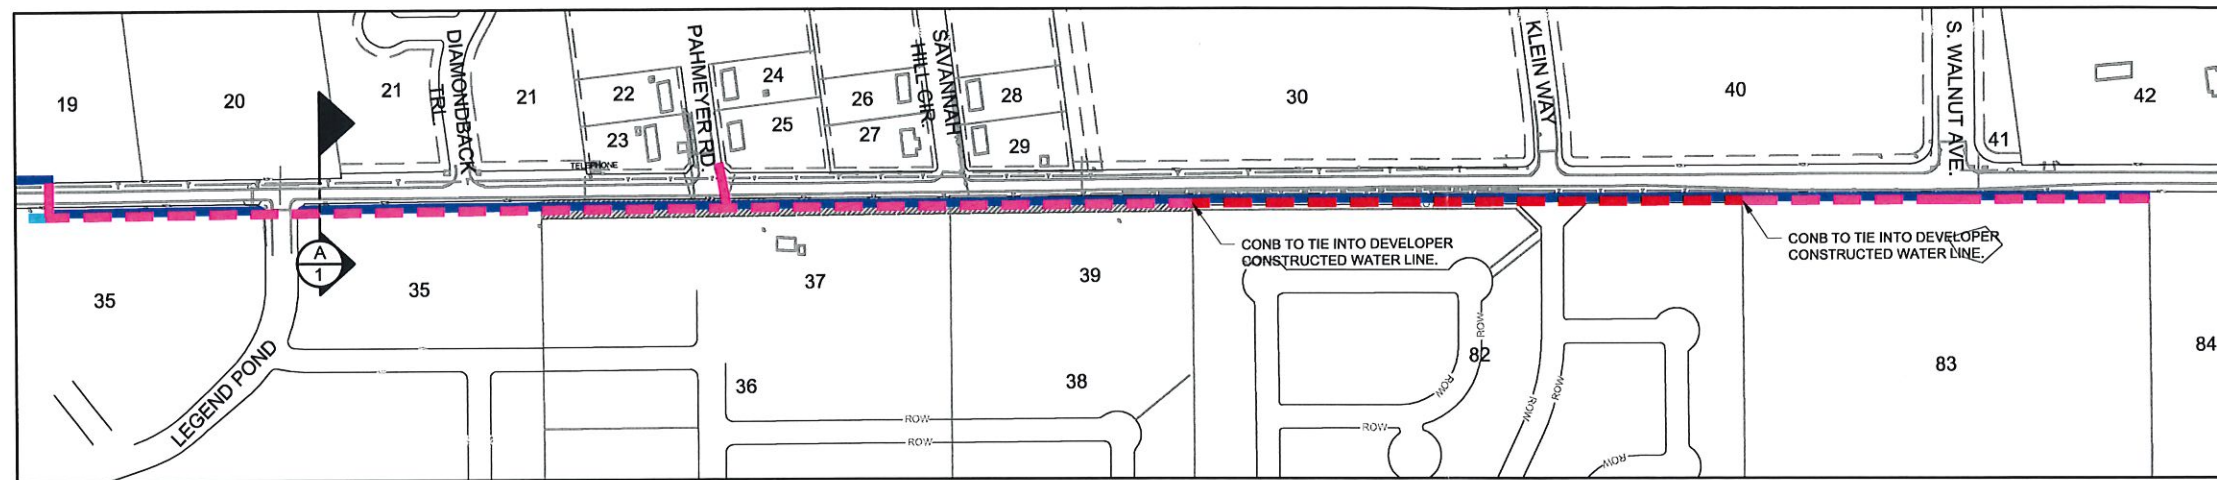 19
20
21
DIAMONDBACK
TRL.
21
22
23
TELEPHONE
PAHMEYER RD.
24
25
26
27
SAVANNAH
HILL CIR.
28
29
30
KLEIN WAY
40
S. WALNUT AVE.
41
42
A
1
35
LEGEND POND
35
36
37
38
39
ROW
ROW
CONB TO TIE INTO DEVELOPER
CONSTRUCTED WATER LINE.
82
ROW
ROW
ROW
ROW
ROW
ROW
CONB TO TIE INTO DEVELOPER
CONSTRUCTED WATER LINE.
83
84